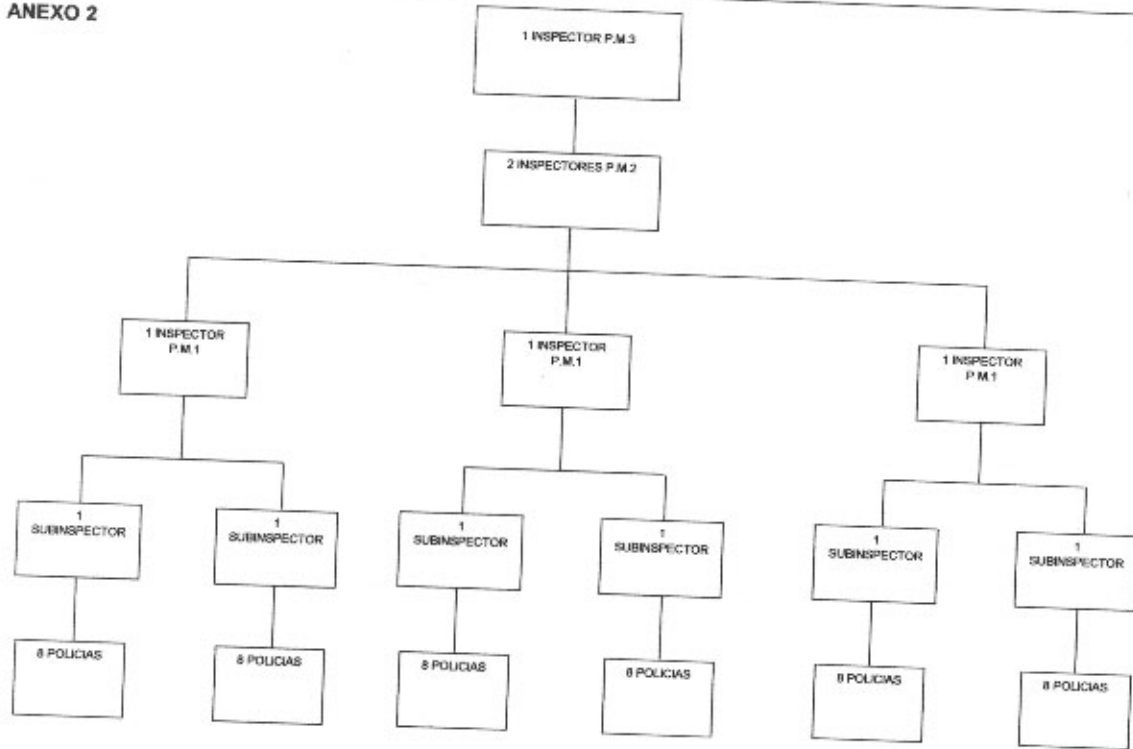 ANEXO 2
1 INSPECTOR P.M.3
2 INSPECTORES P.M.2
1 INSPECTOR
P.M.1
1 INSPECTOR
P.M.1
1 INSPECTOR
P M.1
1
SUBINSPECTOR
1
SUBINSPECTOR
1
SUBINSPECTOR
1
SUBINSPECTOR
1
SUBINSPECTOR
1
SUBINSPECTOR
8 POLICIAS
8 POLICIAS
8 POLICIAS
8 POLICIAS
8 POLICIAS
8 POLICIAS